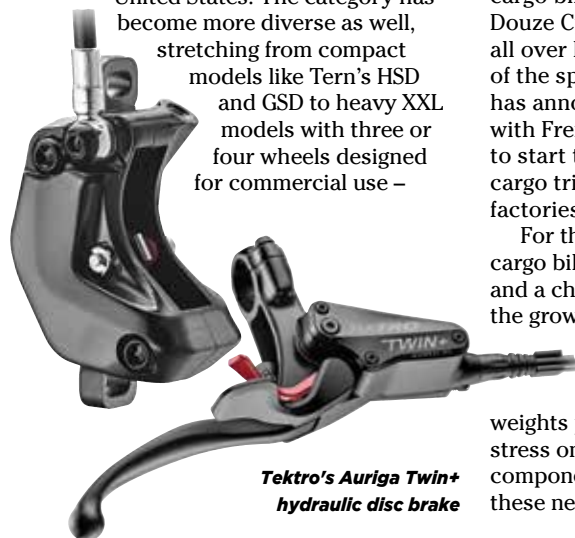 United States. The category has
become more diverse as well,
stretching from compact
models like Tern's HSD
and GSD to heavy XXL
models with three or
four wheels designed
for commercial use –
TEKTRO
TWIN+
Tektro's Auriga Twin+
hydraulic disc brake
cargo bi
Douze C
all over
of the sp
has anno
with Fre
to start t
cargo tri
factories
For th
cargo bi
and a ch
the grow
weights
stress o
compone
these ne